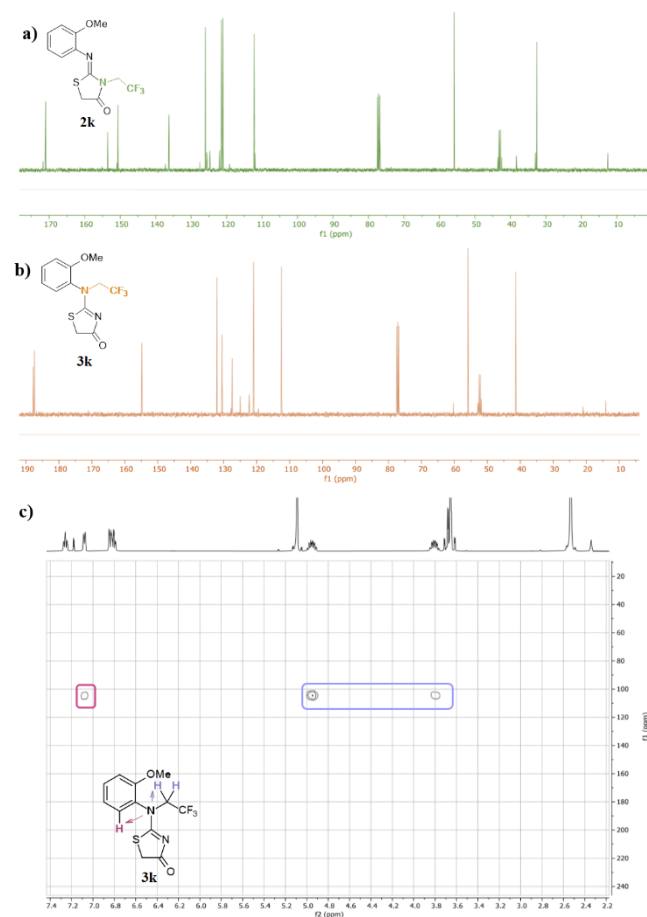 a)
OMe
N
S
N
CF3
O
2k
170 160 150 140 130 120 110 100 90 80 70 60 50 40 30 20 10 0
f1 (ppm)
b)
OMe
N
CF3
S
N
O
3k
190 180 170 160 150 140 130 120 110 100 90 80 70 60 50 40 30 20 10
f1 (ppm)
c)
20
40
60
80
100
120
140
160
180
200
220
240
f1 (ppm)
OMe
H H
N
CF3
H
S
N
O
3k
7.4 7.2 7.0 6.8 6.6 6.4 6.2 6.0 5.8 5.6 5.4 5.2 5.0 4.8 4.6 4.4 4.2 4.0 3.8 3.6 3.4 3.2 3.0 2.8 2.6 2.4 2.2
f2 (ppm)